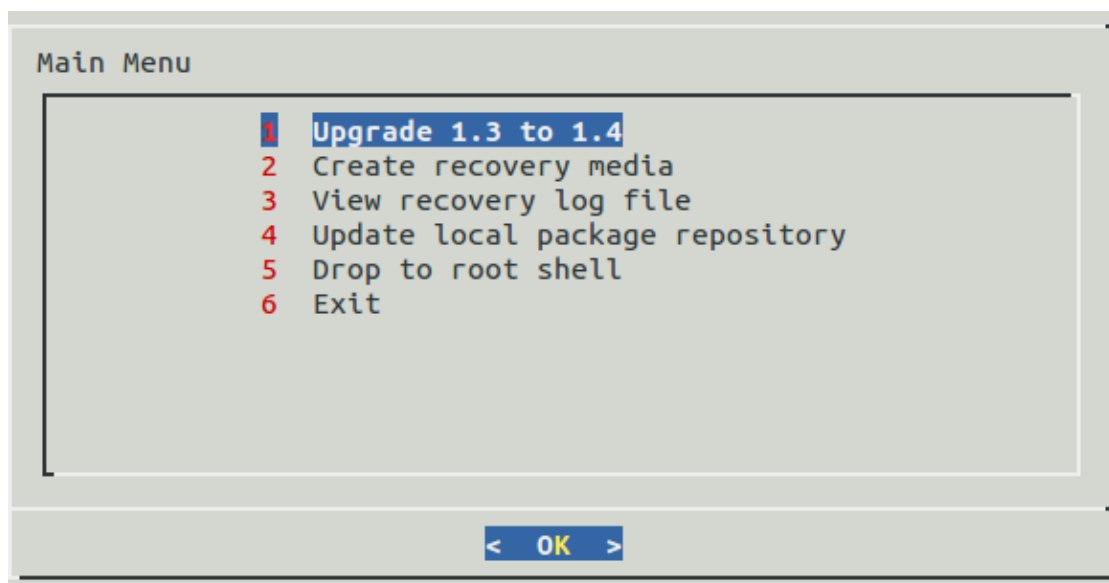 Main Menu
1 Upgrade 1.3 to 1.4
2 Create recovery media
3 View recovery log file
4 Update local package repository
5 Drop to root shell
6 Exit
< OK >